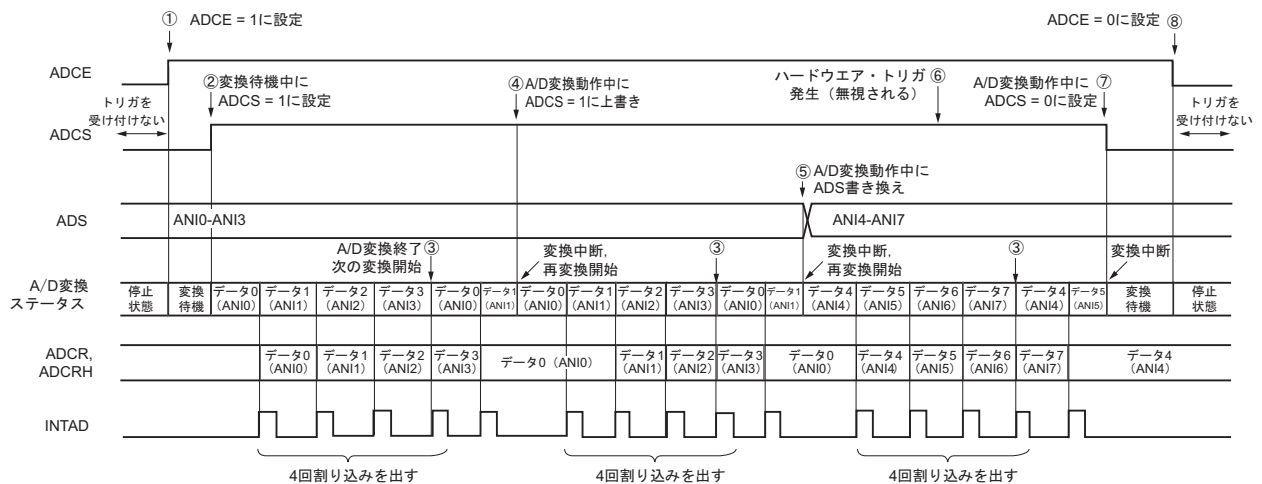 ① ADCE = 1に設定
ADCE = 0に設定 ⑧
ADCE
②変換待機中に
ADCS = 1に設定
④A/D変換動作中に
ADCS = 1に上書き
ハードウエア・トリガ ⑥
発生(無視される)
A/D変換動作中に ⑦
ADCS = 0に設定
トリガを
受け付けない
トリガを
受け付けない
ADCS
⑤A/D変換動作中に
ADS書き換え
ADS
ANI0-ANI3
ANI4-ANI7
A/D変換終了③
次の変換開始
変換中断,
再変換開始
③
変換中断,
再変換開始
③
変換中断
A/D変換
ステータス
停止
状態
変換
待機
データ0
(ANI0)
データ1
(ANI1)
データ2
(ANI2)
データ3
(ANI3)
データ0
(ANI0)
データ1
(ANI1)
データ0
(ANI0)
データ1
(ANI1)
データ2
(ANI2)
データ3
(ANI3)
データ0
(ANI0)
データ1
(ANI1)
データ4
(ANI4)
データ5
(ANI5)
データ6
(ANI6)
データ7
(ANI7)
データ4
(ANI4)
データ5
(ANI5)
変換
待機
停止
状態
ADCR,
ADCRH
データ0
(ANI0)
データ1
(ANI1)
データ2
(ANI2)
データ3
(ANI3)
データ0(ANI0)
データ1
(ANI1)
データ2
(ANI2)
データ3
(ANI3)
データ0
(ANI0)
データ4
(ANI4)
データ5
(ANI5)
データ6
(ANI6)
データ7
(ANI7)
データ4
(ANI4)
INTAD
4回割り込みを出す
4回割り込みを出す
4回割り込みを出す